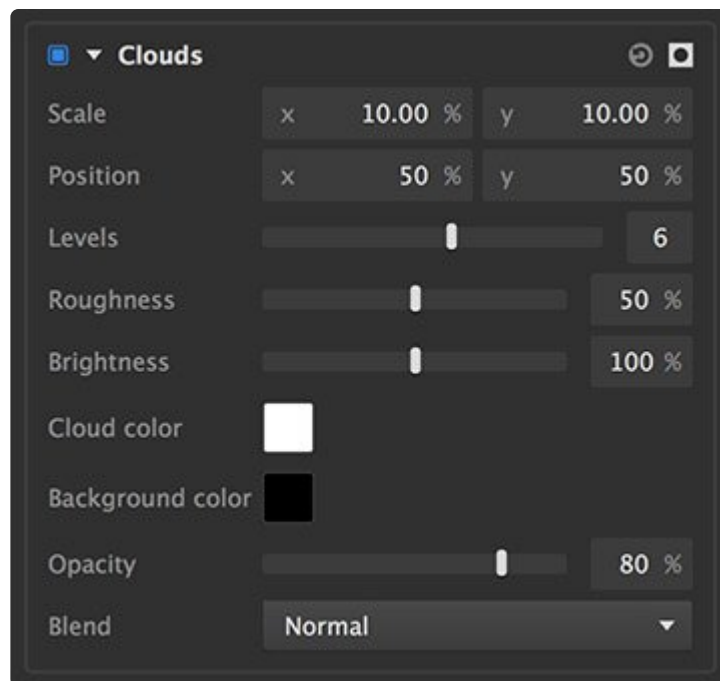 Clouds
Scale x 10.00 % y 10.00 %
Position x 50 % y 50 %
Levels 6
Roughness 50 %
Brightness 100 %
Cloud color
Background color
Opacity 80 %
Blend Normal